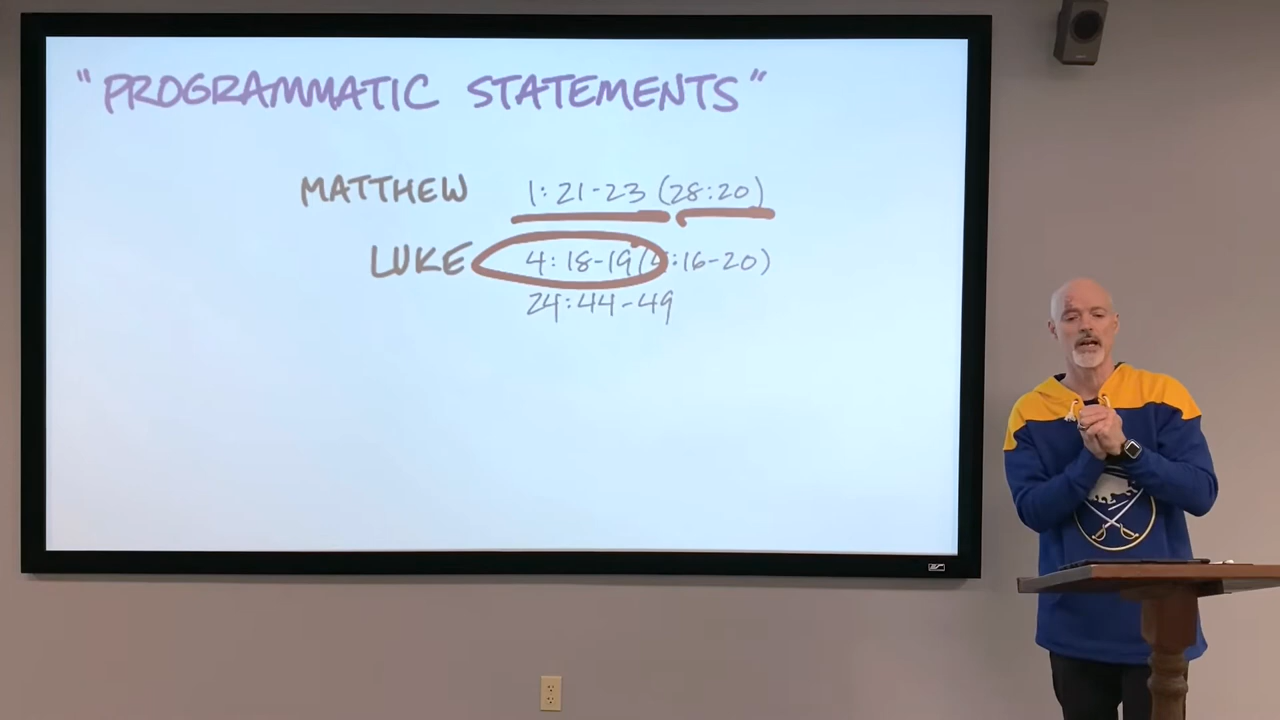 "PROGRAMMATIC STATEMENTS"
MATTHEW 1:21-23 (28:20)
LUKE 4:18-19 (4:16-20)
24:44-49